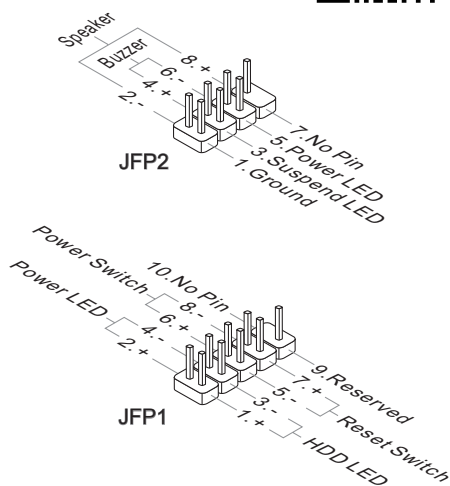 Speaker
Buzzer
8.+
6.-
4.+
2.-
7.No Pin
5.Power LED
3.Suspend LED
1.Ground
JFP2
Power Switch
Power LED
10.No Pin
8.-
6.+
4.-
2.+
9.Reserved
7.+
5.-
3.-
1.+
Reset Switch
HDD LED
JFP1